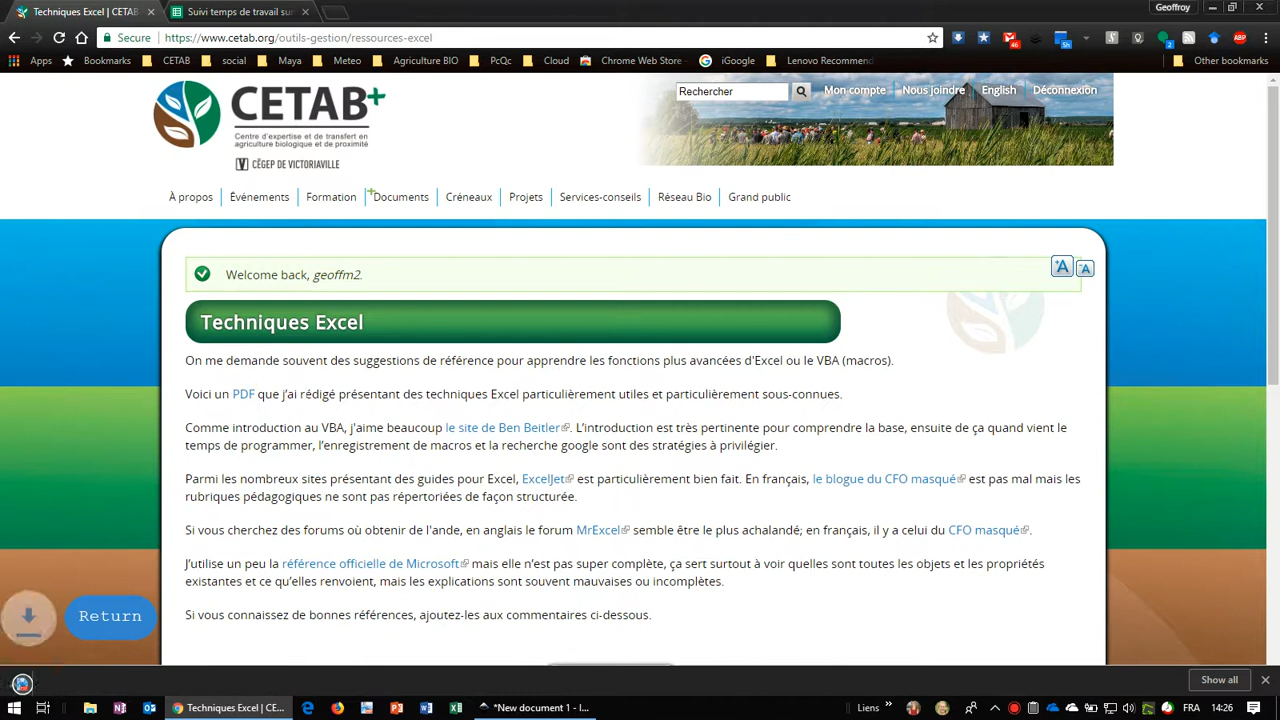 Techniques Excel | CETAB
Suivi temps de travail sur
Geoffroy
Secure
https://www.cetab.org/outils-gestion/ressources-excel
Apps
Bookmarks
CETAB
social
Maya
Meteo
Agriculture BIO
PcQc
Cloud
Chrome Web Store
iGoogle
Lenovo Recommend
Other bookmarks
CETAB+
Centre d'expertise et de transfert en
agriculture biologique et de proximité
CÉGEP DE VICTORIAVILLE
Rechercher
Mon compte
Nous joindre
English
Déconnexion
À propos
Événements
Formation
Documents
Créneaux
Projets
Services-conseils
Réseau Bio
Grand public
Welcome back, geoffm2.
A A
Techniques Excel
On me demande souvent des suggestions de référence pour apprendre les fonctions plus avancées d'Excel ou le VBA (macros).
Voici un PDF que j'ai rédigé présentant des techniques Excel particulièrement utiles et particulièrement sous-connues.
Comme introduction au VBA, j'aime beaucoup le site de Ben Beitler. L'introduction est très pertinente pour comprendre la base, ensuite de ça quand vient le
temps de programmer, l'enregistrement de macros et la recherche google sont des stratégies à privilégier.
Parmi les nombreux sites présentant des guides pour Excel, ExcelJet est particulièrement bien fait. En français, le blogue du CFO masqué est pas mal mais les
rubriques pédagogiques ne sont pas répertoriées de façon structurée.
Si vous cherchez des forums où obtenir de l'ande, en anglais le forum MrExcel semble être le plus achalandé; en français, il y a celui du CFO masqué.
J'utilise un peu la référence officielle de Microsoft mais elle n'est pas super complète, ça sert surtout à voir quelles sont toutes les objets et les propriétés
existantes et ce qu'elles renvoient, mais les explications sont souvent mauvaises ou incomplètes.
Si vous connaissez de bonnes références, ajoutez-les aux commentaires ci-dessous.
Return
Show all
Techniques Excel | CE...
*New document 1 - I...
Liens
FRA
14:26